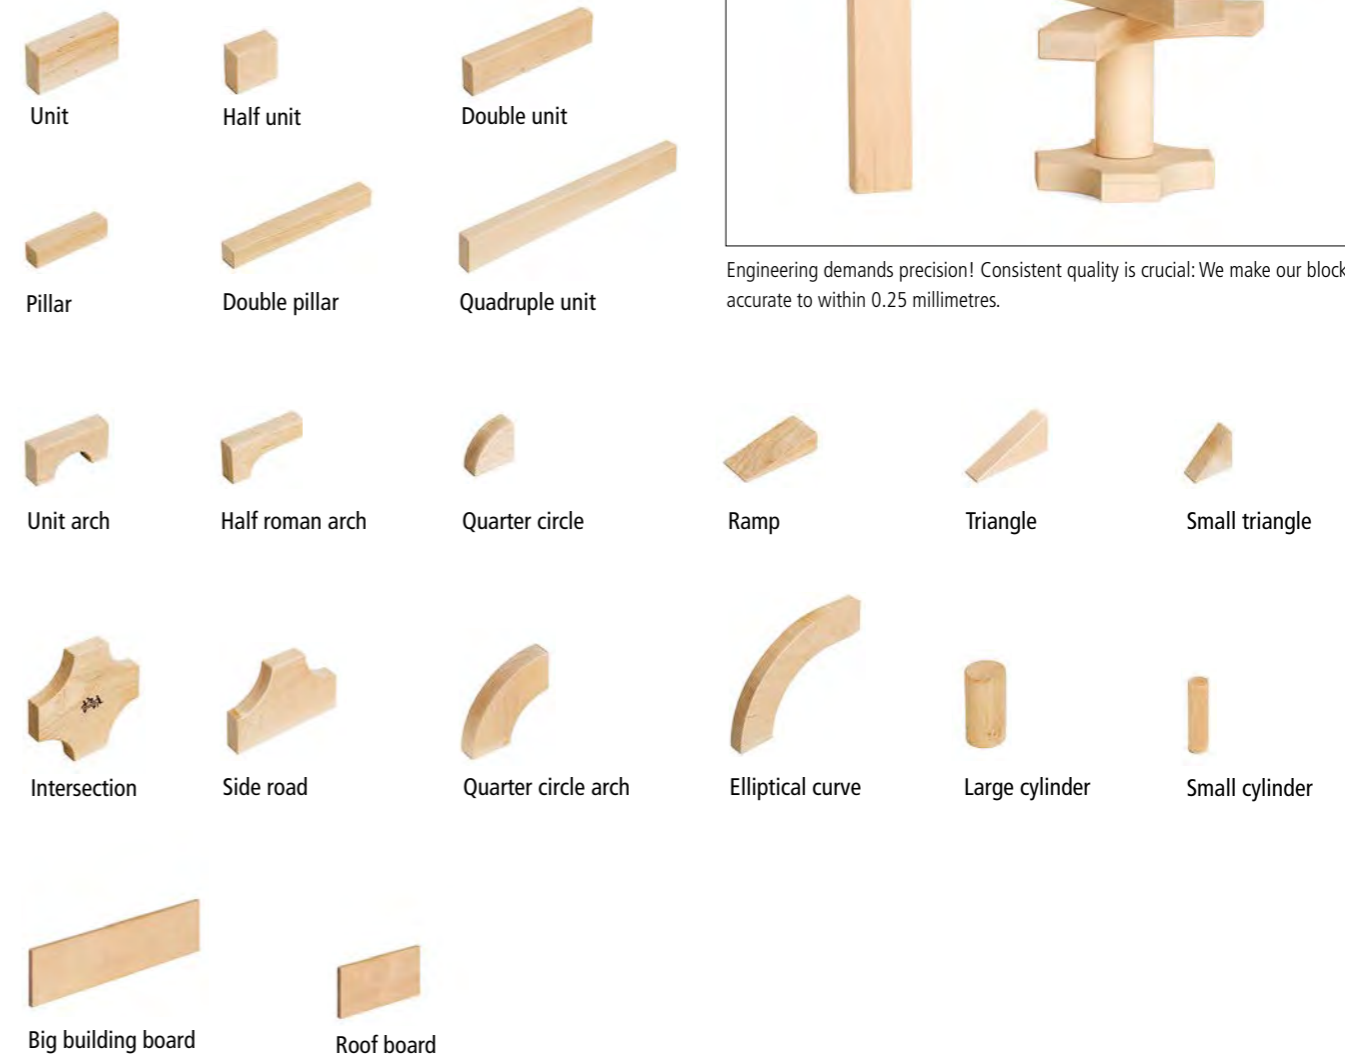 Unit
Half unit
Double unit
Pillar
Double pillar
Quadruple unit
Engineering demands precision! Consistent quality is crucial: We make our block
accurate to within 0.25 millimetres.
Unit arch
Half roman arch
Quarter circle
Ramp
Triangle
Small triangle
Intersection
Side road
Quarter circle arch
Elliptical curve
Large cylinder
Small cylinder
Big building board
Roof board